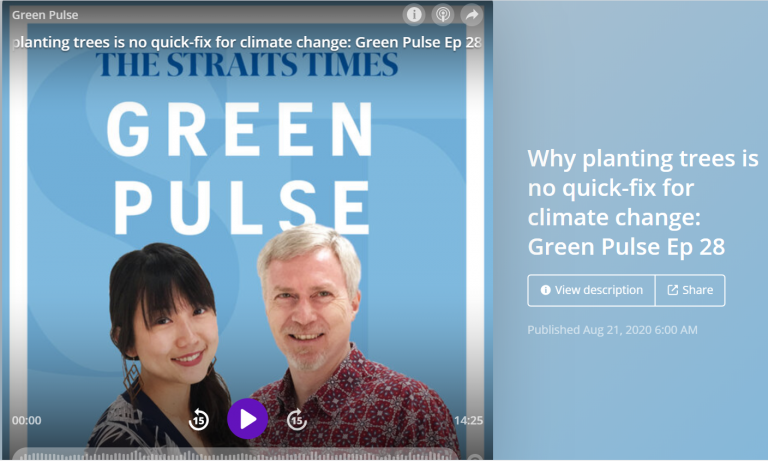 Green Pulse
planting trees is no quick-fix for climate change: Green Pulse Ep 28
THE STRAITS TIMES
GREEN
PULSE
00:00
15
15
14:25
Why planting trees is
no quick-fix for
climate change:
Green Pulse Ep 28
View description
Share
Published Aug 21, 2020 6:00 AM